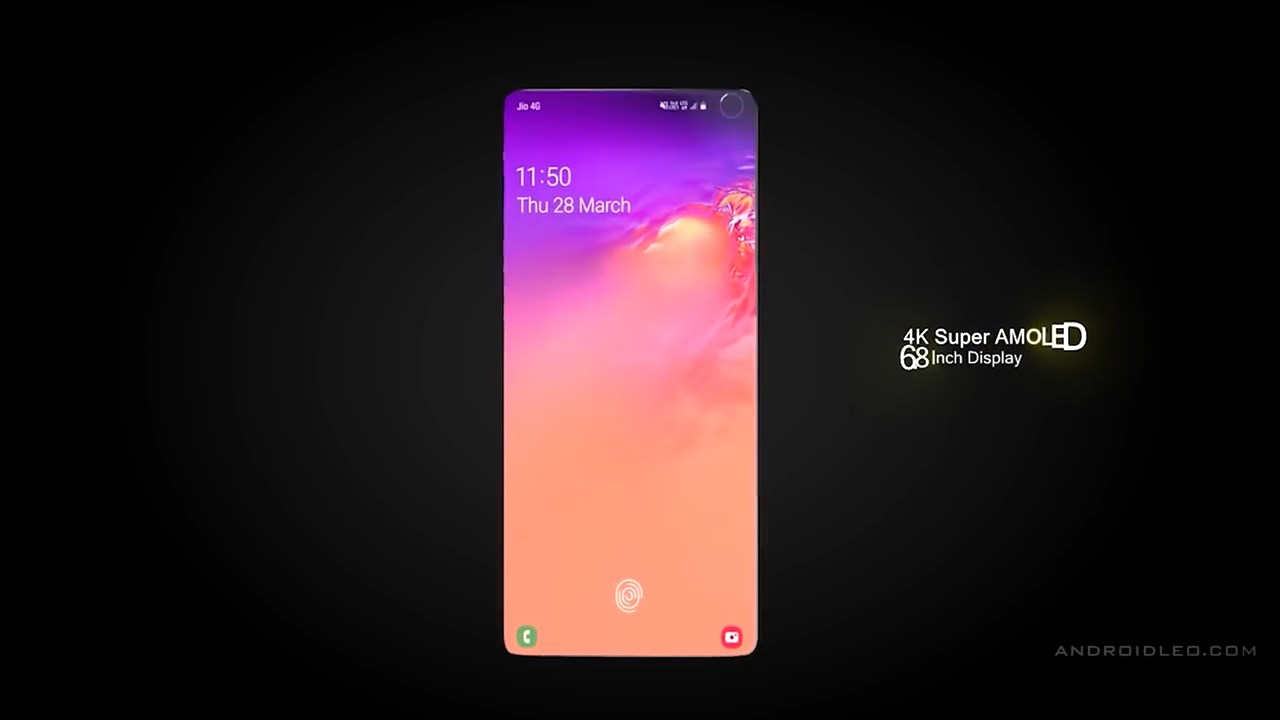 Jio 4G
11:50
Thu 28 March
4K Super AMOLED
6.8 Inch Display
ANDROIDLEO.COM